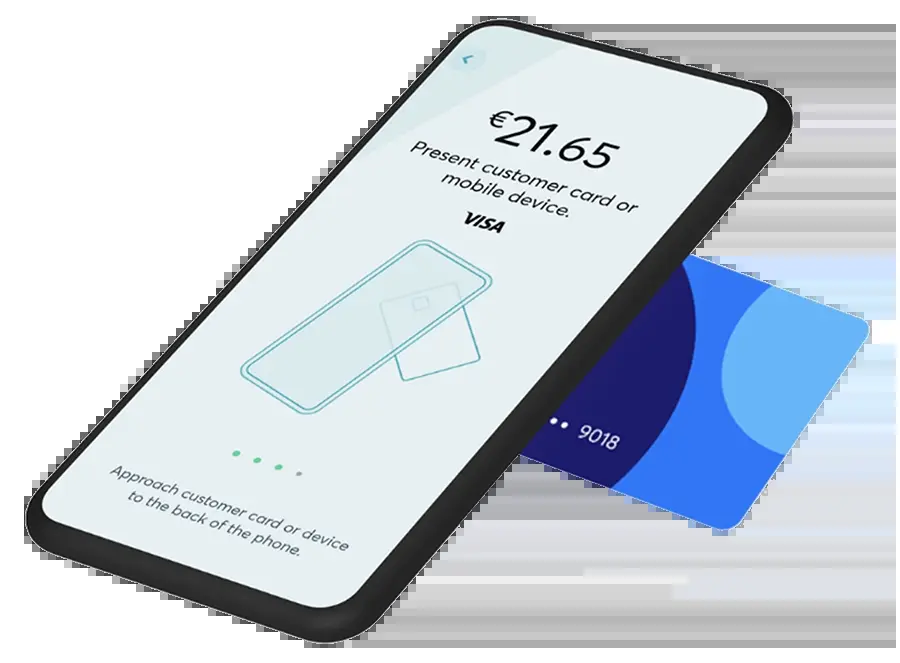 €21.65
Present customer card or
mobile device.
VISA
Approach customer card or device
to the back of the phone.
•• 9018